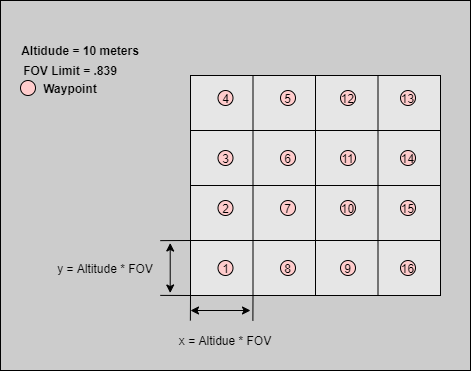 Altidude = 10 meters
FOV Limit = .839
Waypoint
4 5 12 13
3 6 11 14
2 7 10 15
1 8 9 16
y = Altitude * FOV
x = Altidue * FOV